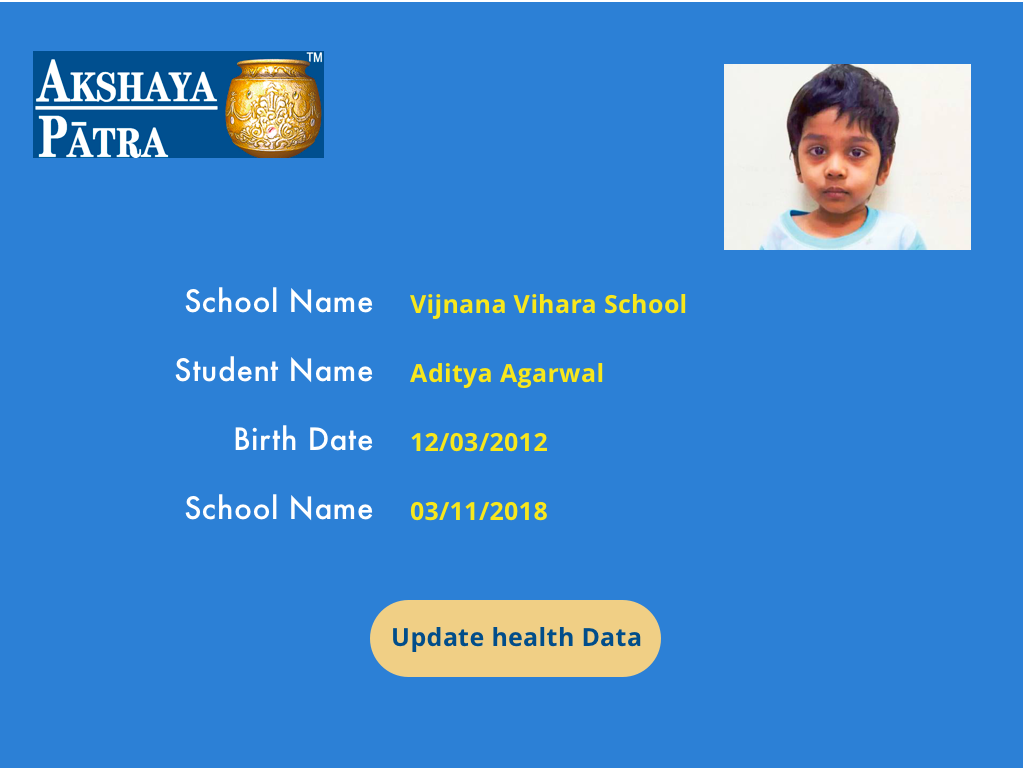 AKSHAYA
PĀTRA
TM
School Name Vijnana Vihara School
Student Name Aditya Agarwal
Birth Date 12/03/2012
School Name 03/11/2018
Update health Data